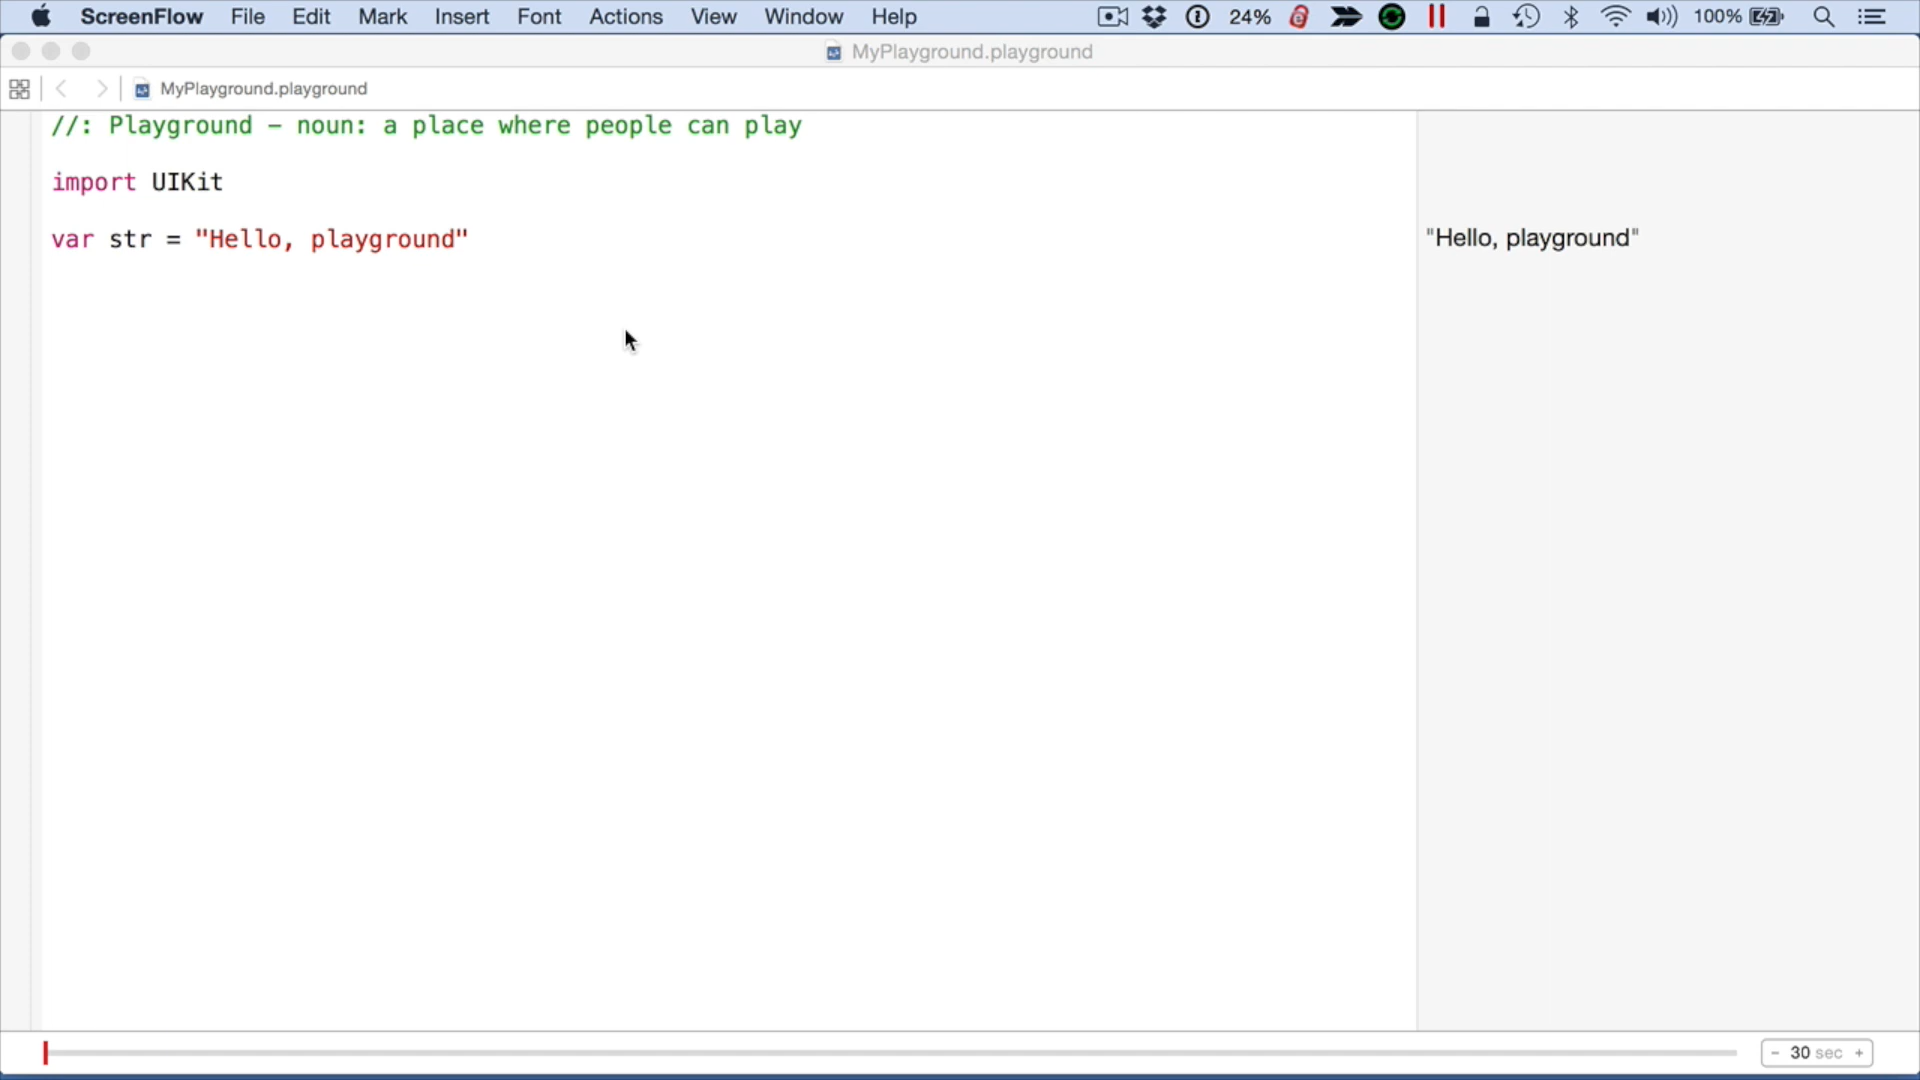 ScreenFlow File Edit Mark Insert Font Actions View Window Help 24% 100%
MyPlayground.playground
MyPlayground.playground
//: Playground – noun: a place where people can play
import UIKit
var str = "Hello, playground"
"Hello, playground"
- 30 sec +